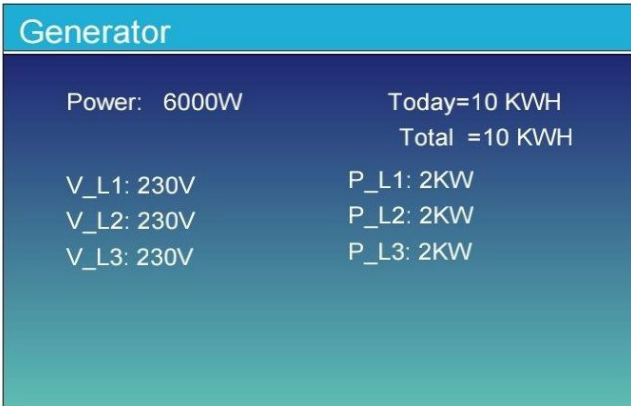 Generator
Power: 6000W
Today=10 KWH
Total =10 KWH
V_L1: 230V
P_L1: 2KW
V_L2: 230V
P_L2: 2KW
V_L3: 230V
P_L3: 2KW